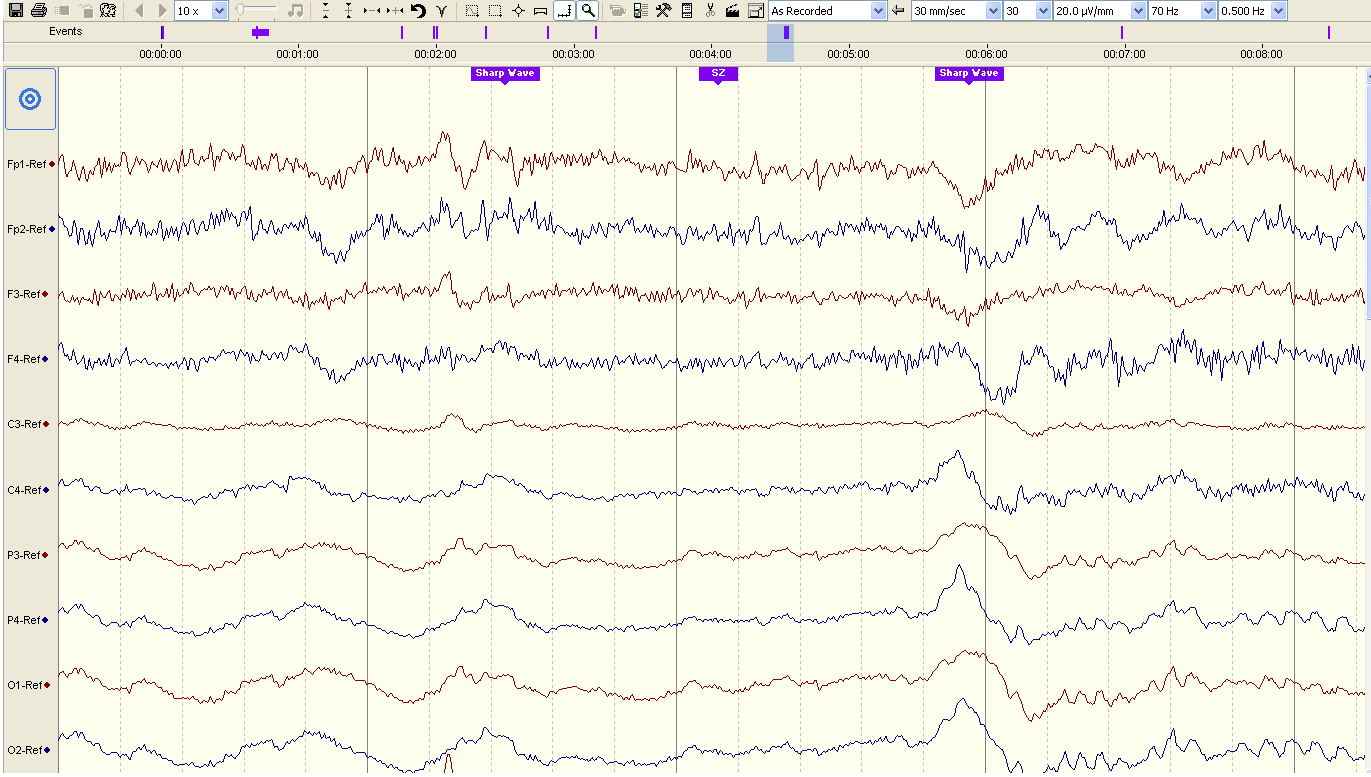 10 x As Recorded 30 mm/sec 30 20.0 µV/mm 70 Hz 0.500 Hz
Events
00:00:00 00:01:00 00:02:00 00:03:00 00:04:00 00:05:00 00:06:00 00:07:00 00:08:00
Sharp Wave SZ Sharp Wave
Fp1-Ref
Fp2-Ref
F3-Ref
F4-Ref
C3-Ref
C4-Ref
P3-Ref
P4-Ref
O1-Ref
O2-Ref